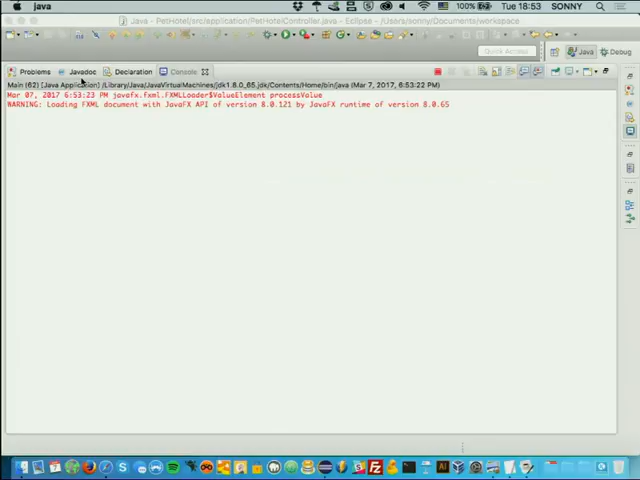 java
100%
Tue 18:53
SONNY
Java - PetHotel/src/application/PetHotelController.java - Eclipse - /Users/sonny/Documents/workspace
Quick Access
Java
Debug
Problems
Javadoc
Declaration
Console
Main (62) [Java Application] /Library/Java/JavaVirtualMachines/jdk1.8.0_65.jdk/Contents/Home/bin/java (Mar 7, 2017, 6:53:22 PM)
Mar 07, 2017 6:53:23 PM javafx.fxml.FXMLLoader$ValueElement processValue
WARNING: Loading FXML document with JavaFX API of version 8.0.121 by JavaFX runtime of version 8.0.65